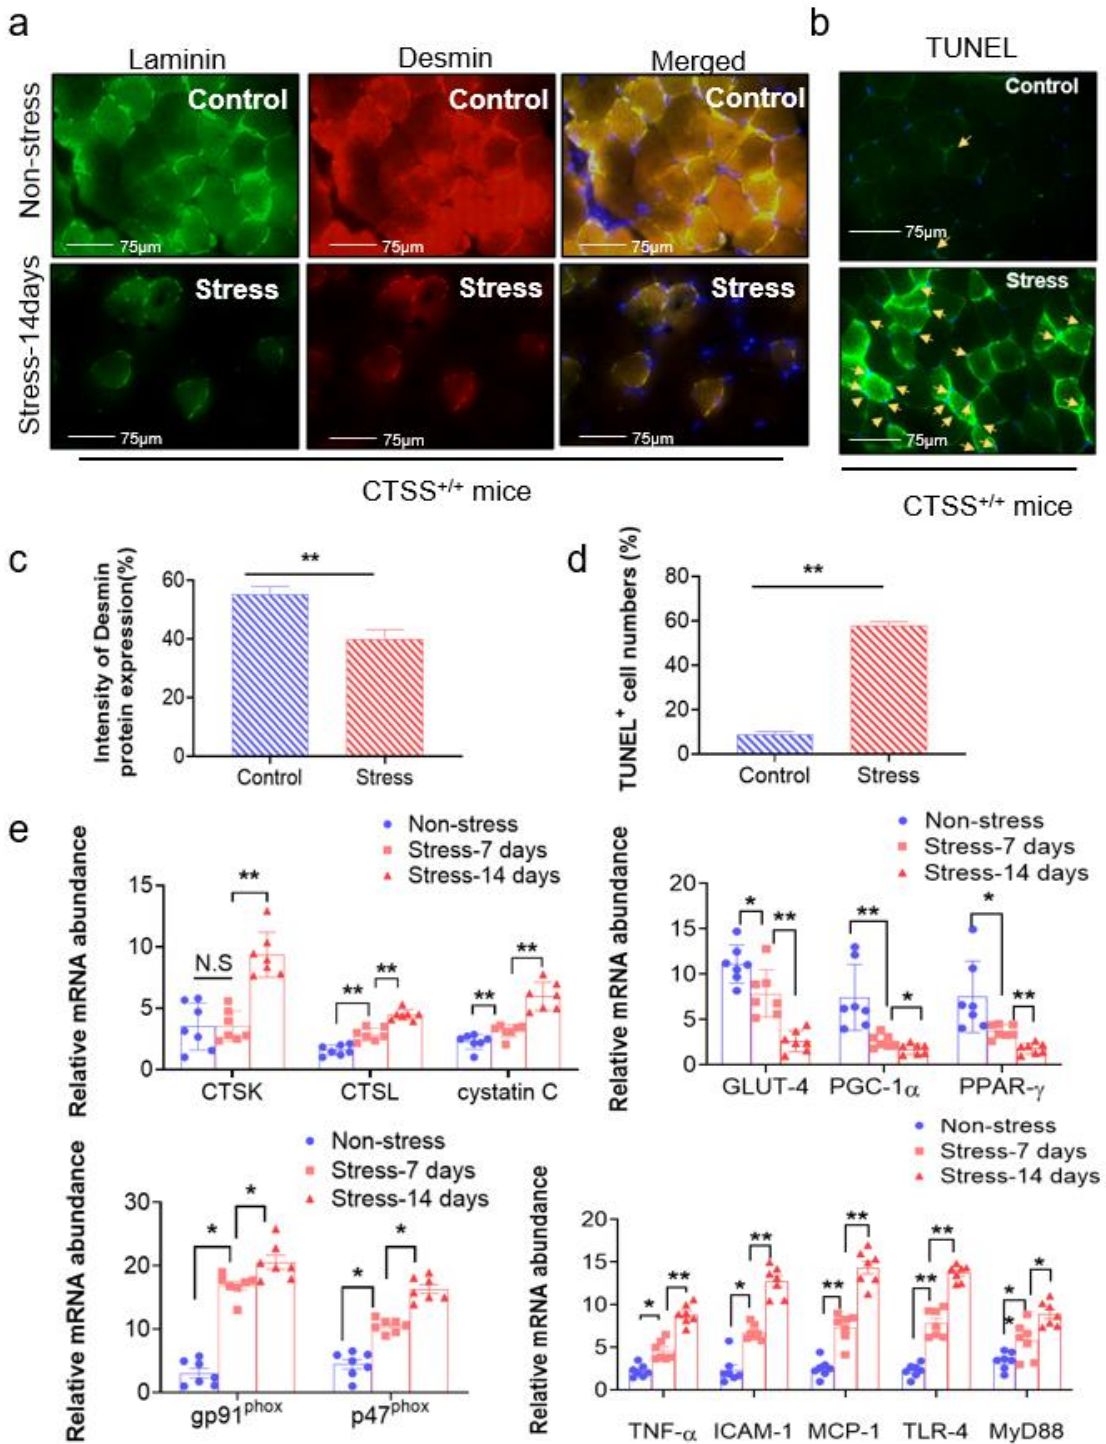 a
b
Laminin
Desmin
Merged
TUNEL
Non-stress
Control
Control
Control
Control
75μm
75μm
75μm
75μm
Stress-14days
Stress
Stress
Stress
Stress
75μm
75μm
75μm
75μm
CTSS+/+ mice
CTSS+/+ mice
c
Intensity of Desmin
protein expression(%)
60
40
20
0
**
Control
Stress
d
TUNEL+ cell numbers (%)
80
60
40
20
0
**
Control
Stress
e
Relative mRNA abundance
Non-stress
Stress-7 days
Stress-14 days
15
10
5
0
N.S
**
**
**
**
**
CTSK
CTSL
cystatin C
Relative mRNA abundance
Non-stress
Stress-7 days
Stress-14 days
20
15
10
5
0
*
**
**
*
*
**
GLUT-4
PGC-1α
PPAR-γ
Relative mRNA abundance
Non-stress
Stress-7 days
Stress-14 days
30
20
10
0
*
*
*
*
gp91phox
p47phox
Relative mRNA abundance
Non-stress
Stress-7 days
Stress-14 days
20
15
10
5
0
*
**
*
**
**
**
**
**
*
*
*
TNF-α
ICAM-1
MCP-1
TLR-4
MyD88